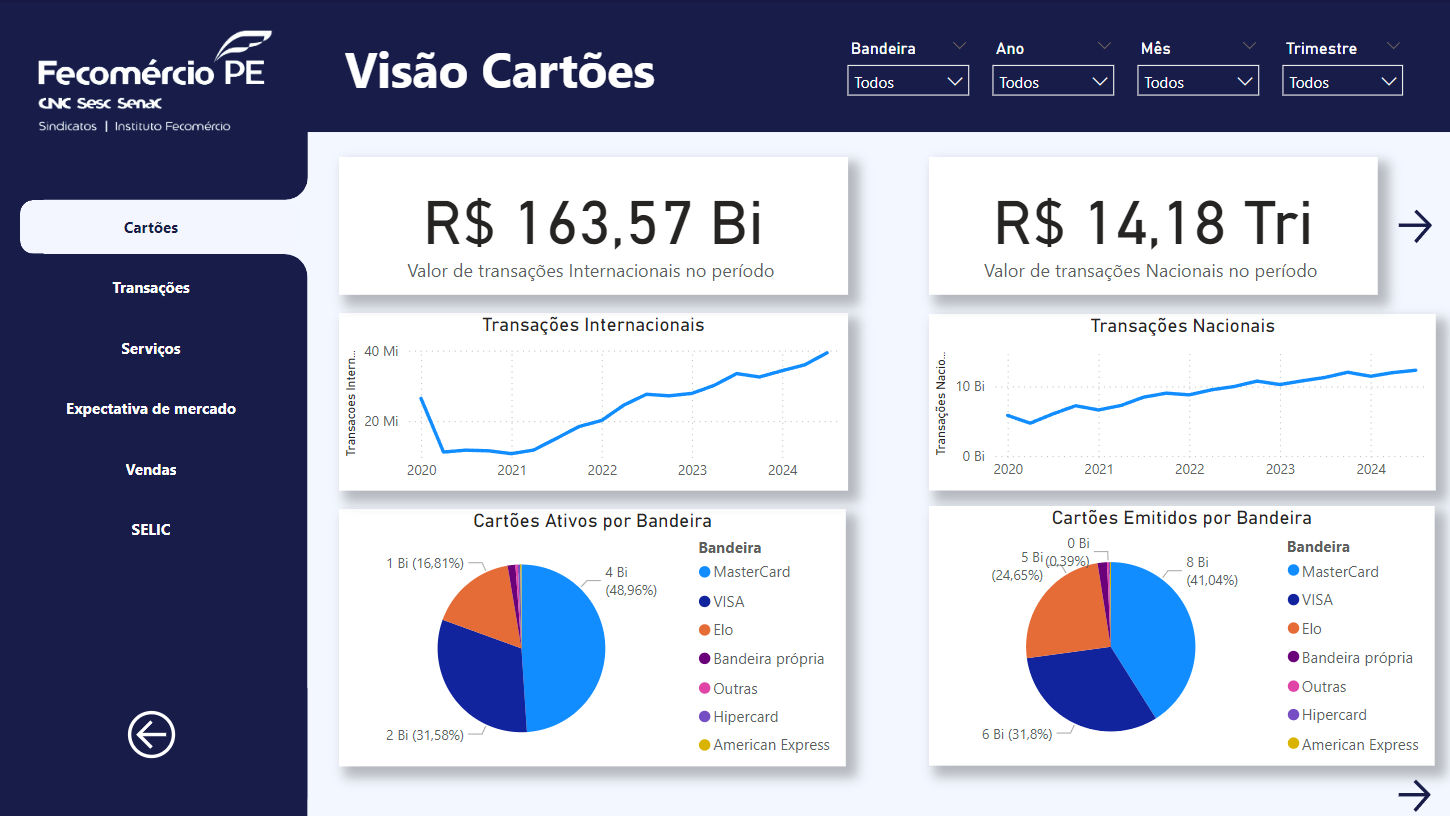 Fecomércio PE
CNC Sesc Senac
Sindicatos | Instituto Fecomércio
Visão Cartões
Bandeira
Todos
Ano
Todos
Mês
Todos
Trimestre
Todos
Cartões
Transações
Serviços
Expectativa de mercado
Vendas
SELIC
R$ 163,57 Bi
Valor de transações Internacionais no período
R$ 14,18 Tri
Valor de transações Nacionais no período
Transações Internacionais
Transacoes Intern...
40 Mi
20 Mi
2020 2021 2022 2023 2024
Transações Nacionais
Transações Nacio...
10 Bi
0 Bi
2020 2021 2022 2023 2024
Cartões Ativos por Bandeira
1 Bi (16,81%)
4 Bi
(48,96%)
2 Bi (31,58%)
Bandeira
MasterCard
VISA
Elo
Bandeira própria
Outras
Hipercard
American Express
Cartões Emitidos por Bandeira
0 Bi
(0,39%)
5 Bi
(24,65%)
8 Bi
(41,04%)
6 Bi (31,8%)
Bandeira
MasterCard
VISA
Elo
Bandeira própria
Outras
Hipercard
American Express